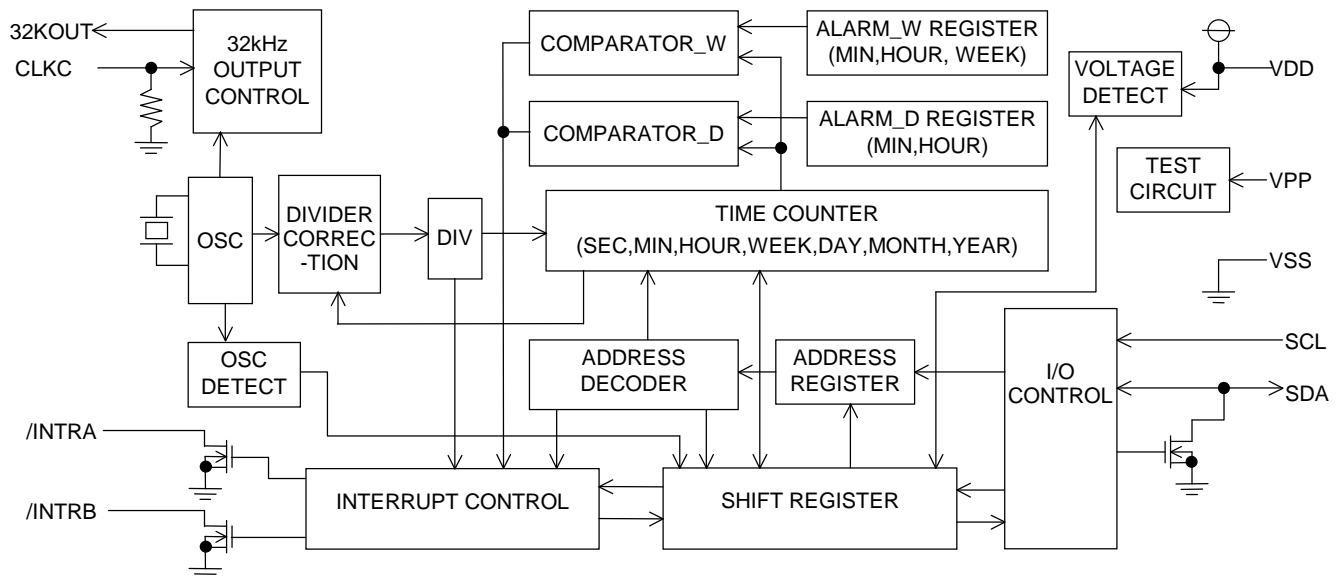 32KOUT
CLKC
32kHz
OUTPUT
CONTROL
COMPARATOR_W
ALARM_W REGISTER
(MIN,HOUR, WEEK)
VOLTAGE
DETECT
VDD
COMPARATOR_D
ALARM_D REGISTER
(MIN,HOUR)
TEST
CIRCUIT
VPP
OSC
DIVIDER
CORREC
-TION
DIV
TIME COUNTER
(SEC,MIN,HOUR,WEEK,DAY,MONTH,YEAR)
VSS
OSC
DETECT
ADDRESS
DECODER
ADDRESS
REGISTER
I/O
CONTROL
SCL
SDA
/INTRA
/INTRB
INTERRUPT CONTROL
SHIFT REGISTER